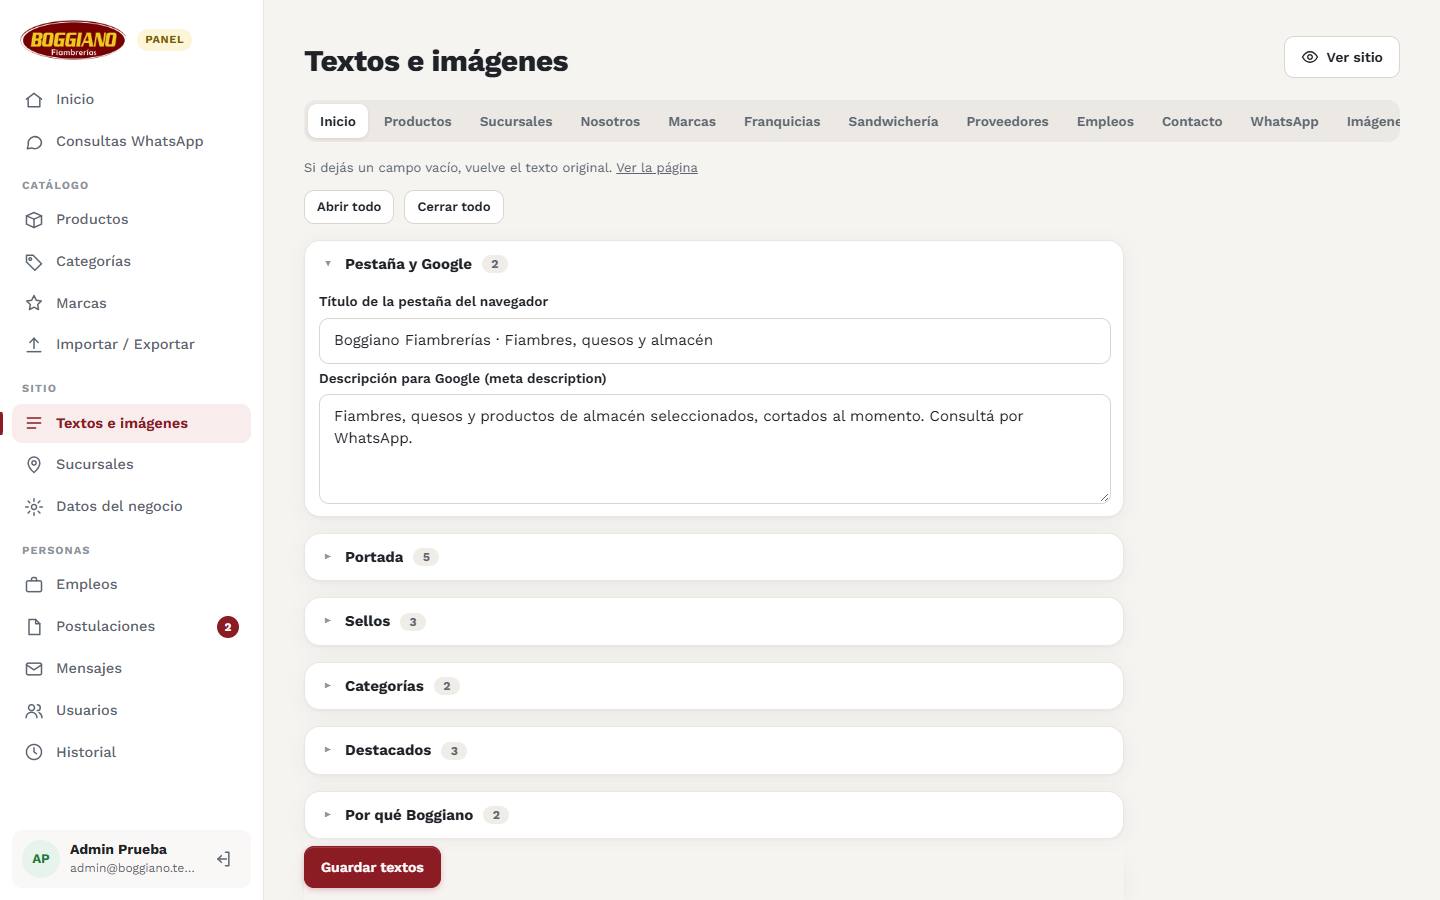 BOGGIANO
Fiambrerías
PANEL
Inicio
Consultas WhatsApp
CATÁLOGO
Productos
Categorías
Marcas
Importar / Exportar
SITIO
Textos e imágenes
Sucursales
Datos del negocio
PERSONAS
Empleos
Postulaciones 2
Mensajes
Usuarios
Historial
AP
Admin Prueba
admin@boggiano.te...
Textos e imágenes
Ver sitio
Inicio Productos Sucursales Nosotros Marcas Franquicias Sandwichería Proveedores Empleos Contacto WhatsApp Imágene
Si dejás un campo vacío, vuelve el texto original. Ver la página
Abrir todo Cerrar todo
Pestaña y Google 2
Título de la pestaña del navegador
Boggiano Fiambrerías · Fiambres, quesos y almacén
Descripción para Google (meta description)
Fiambres, quesos y productos de almacén seleccionados, cortados al momento. Consultá por
WhatsApp.
Portada 5
Sellos 3
Categorías 2
Destacados 3
Por qué Boggiano 2
Guardar textos